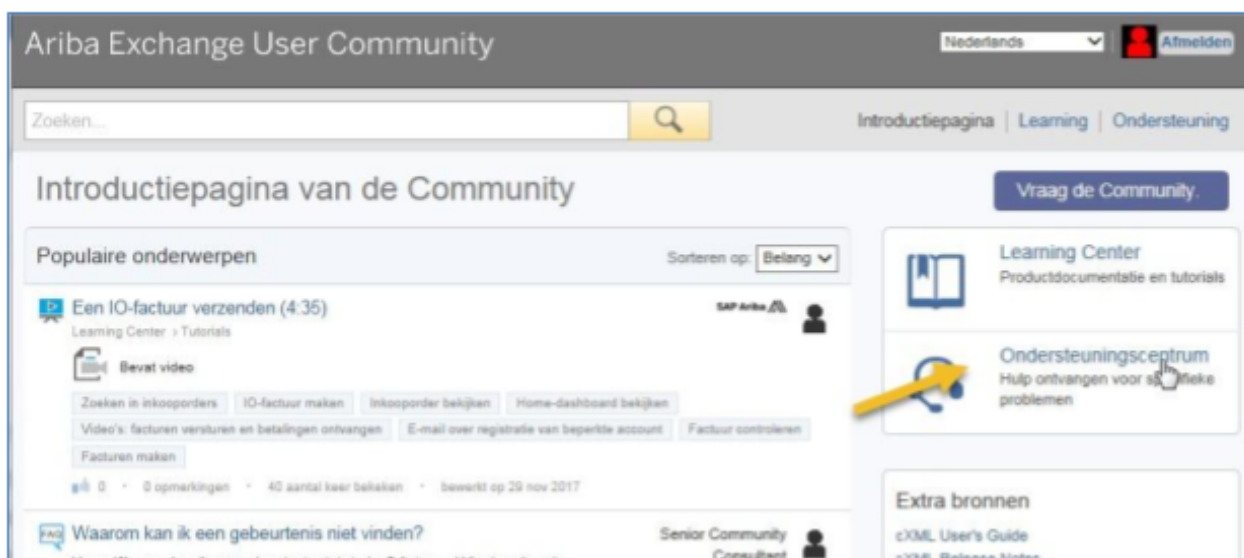 Ariba Exchange User Community
Nederlands
Afmelden
Zoeken...
Introductiepagina | Learning | Ondersteuning
Introductiepagina van de Community
Vraag de Community.
Populaire onderwerpen
Sorteren op: Belang
Een IO-factuur verzenden (4:35)
SAP Ariba
Learning Center › Tutorials
Bevat video
Zoeken in inkooporders
IO-factuur maken
Inkooporder bekijken
Home-dashboard bekijken
Video's: facturen versturen en betalingen ontvangen
E-mail over registratie van beperkte account
Factuur controleren
Facturen maken
0 · 0 opmerkingen · 40 aantal keer bekeken · bewerkt op 29 nov 2017
FAQ
Waarom kan ik een gebeurtenis niet vinden?
Senior Community
Consultant
Learning Center
Productdocumentatie en tutorials
Ondersteuningscentrum
Hulp ontvangen voor
problemen
Extra bronnen
cXML User's Guide
cXML Release Notes